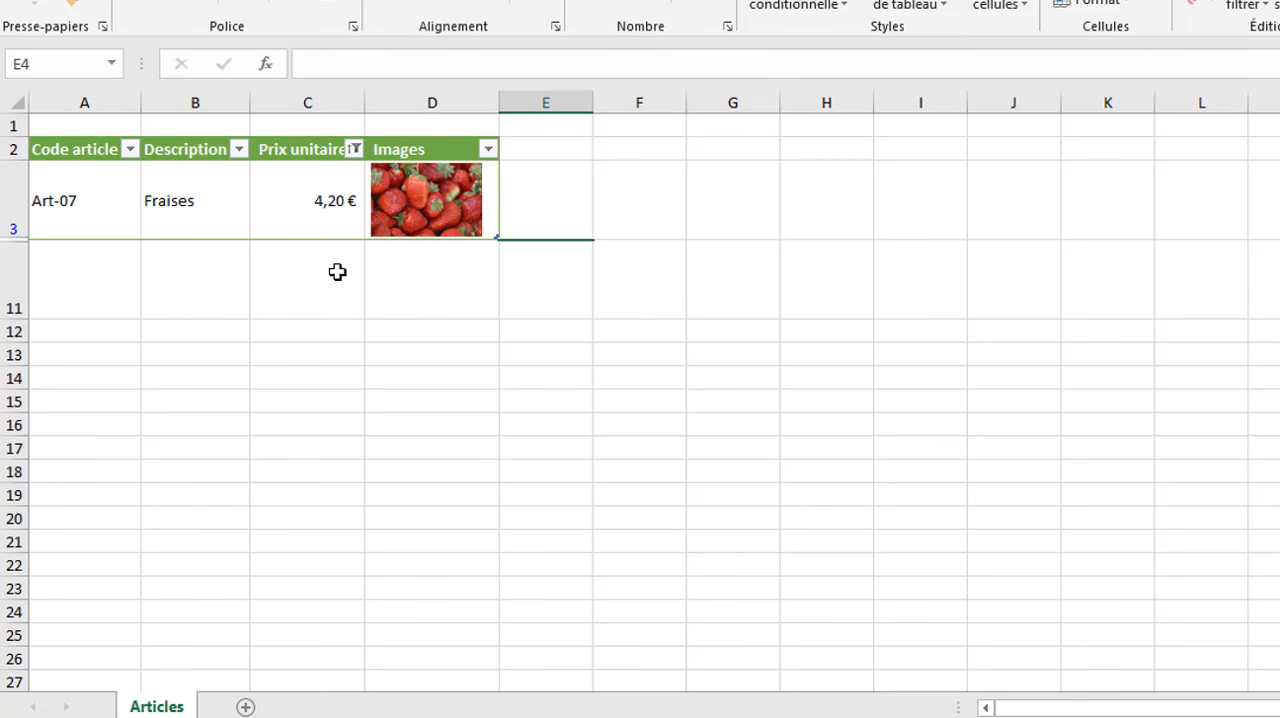 conditionnelle de tableau cellules Format filtrer
Presse-papiers Police Alignement Nombre Styles Cellules
E4 fx
A B C D E F G H I J K L
1
2 Code article Description Prix unitaire Images
3 Art-07 Fraises 4,20 €
11
12
13
14
15
16
17
18
19
20
21
22
23
24
25
26
27
Articles